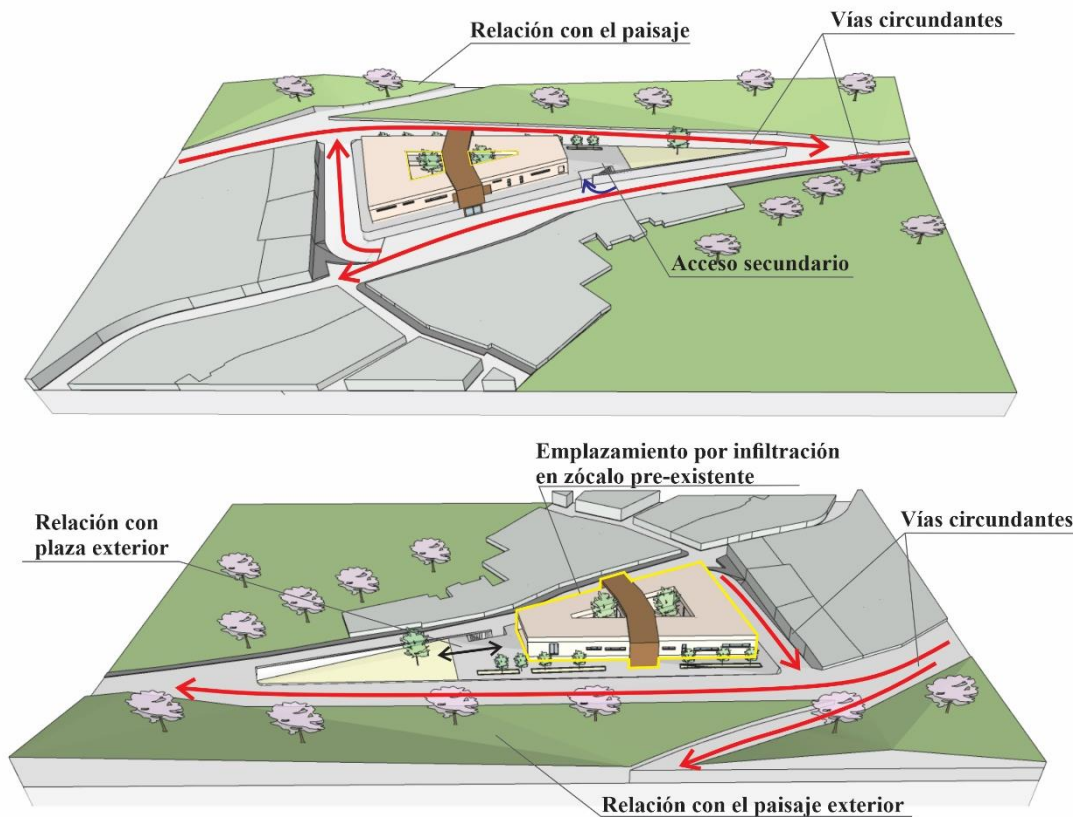 Relación con el paisaje
Vías circundantes
Acceso secundario
Emplazamiento por infiltración
en zócalo pre-existente
Relación con
plaza exterior
Vías circundantes
Relación con el paisaje exterior